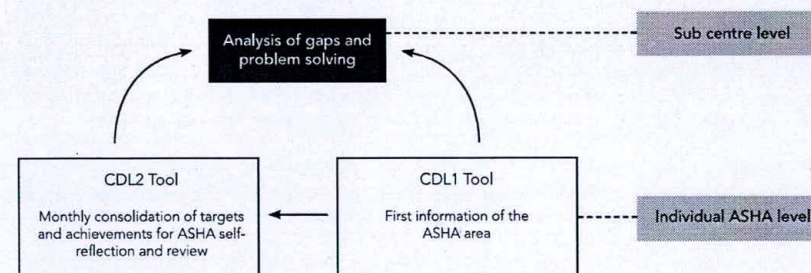 Analysis of gaps and
problem solving
Sub centre level
CDL2 Tool
Monthly consolidation of targets
and achievements for ASHA self-
reflection and review
CDL1 Tool
First information of the
ASHA area
Individual ASHA level